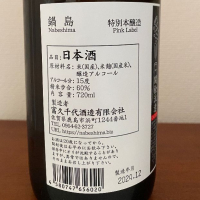 鍋島
Nabeshima
特別本醸造
Pink Label
品目 日本酒
原材料名 米(国産)、米麹(国産米)、
醸造アルコール
アルコール分 15度
精米歩合 60%
内容量 720ml
製造者
富久千代酒造有限会社
佐賀県鹿島市浜町1244番地1
https://nabeshima.biz
製造年月
2020.12
4580742656020